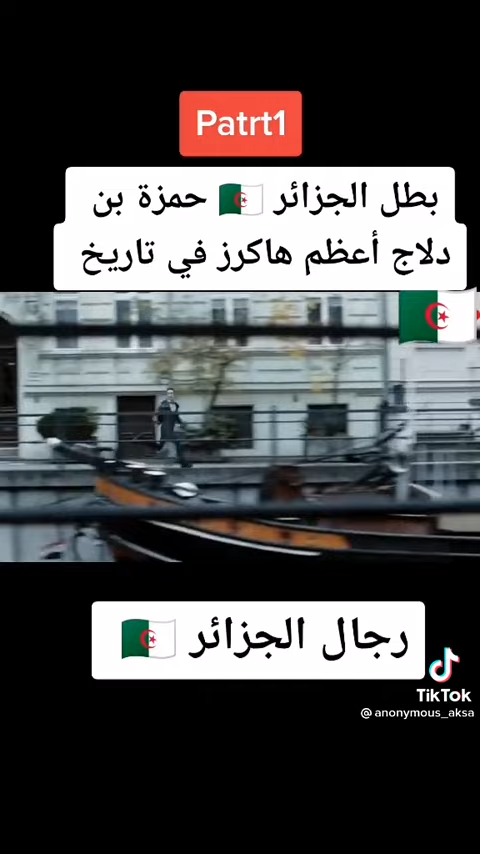 Patrt1
بطل الجزائر 🇩🇿 حمزة بن
دلاج أعظم هاكرز في تاريخ
🇩🇿
رجال الجزائر 🇩🇿
TikTok
@anonymous_aksa